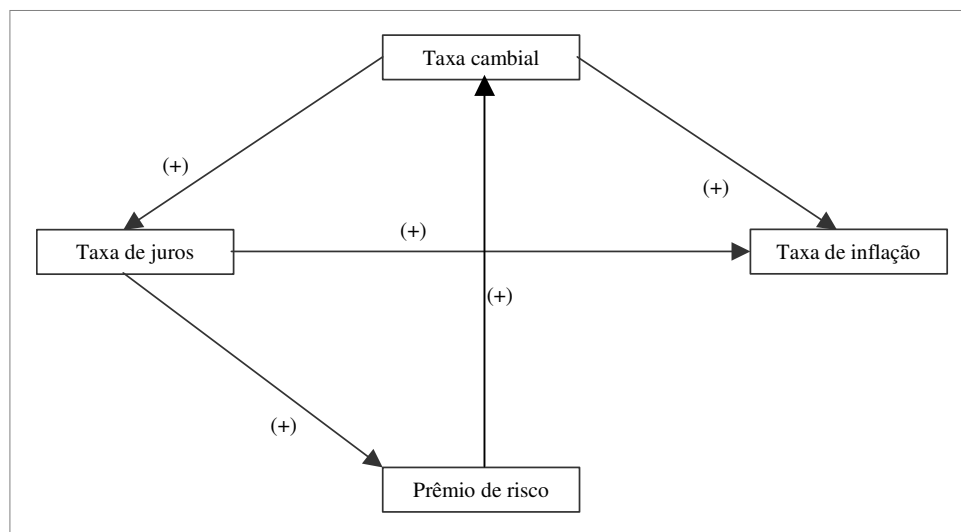 Taxa cambial
(+)
(+)
Taxa de juros
(+)
Taxa de inflação
(+)
(+)
Prêmio de risco